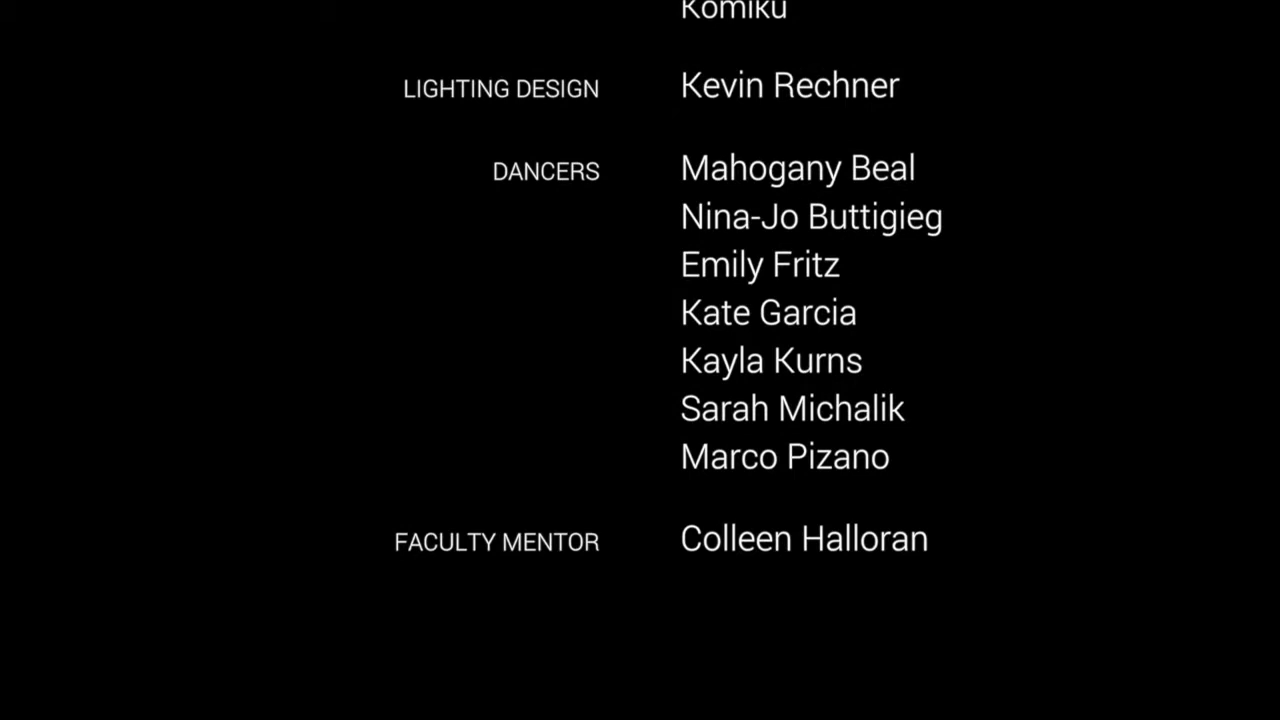 Komiku
LIGHTING DESIGN Kevin Rechner
DANCERS Mahogany Beal
Nina-Jo Buttigieg
Emily Fritz
Kate Garcia
Kayla Kurns
Sarah Michalik
Marco Pizano
FACULTY MENTOR Colleen Halloran